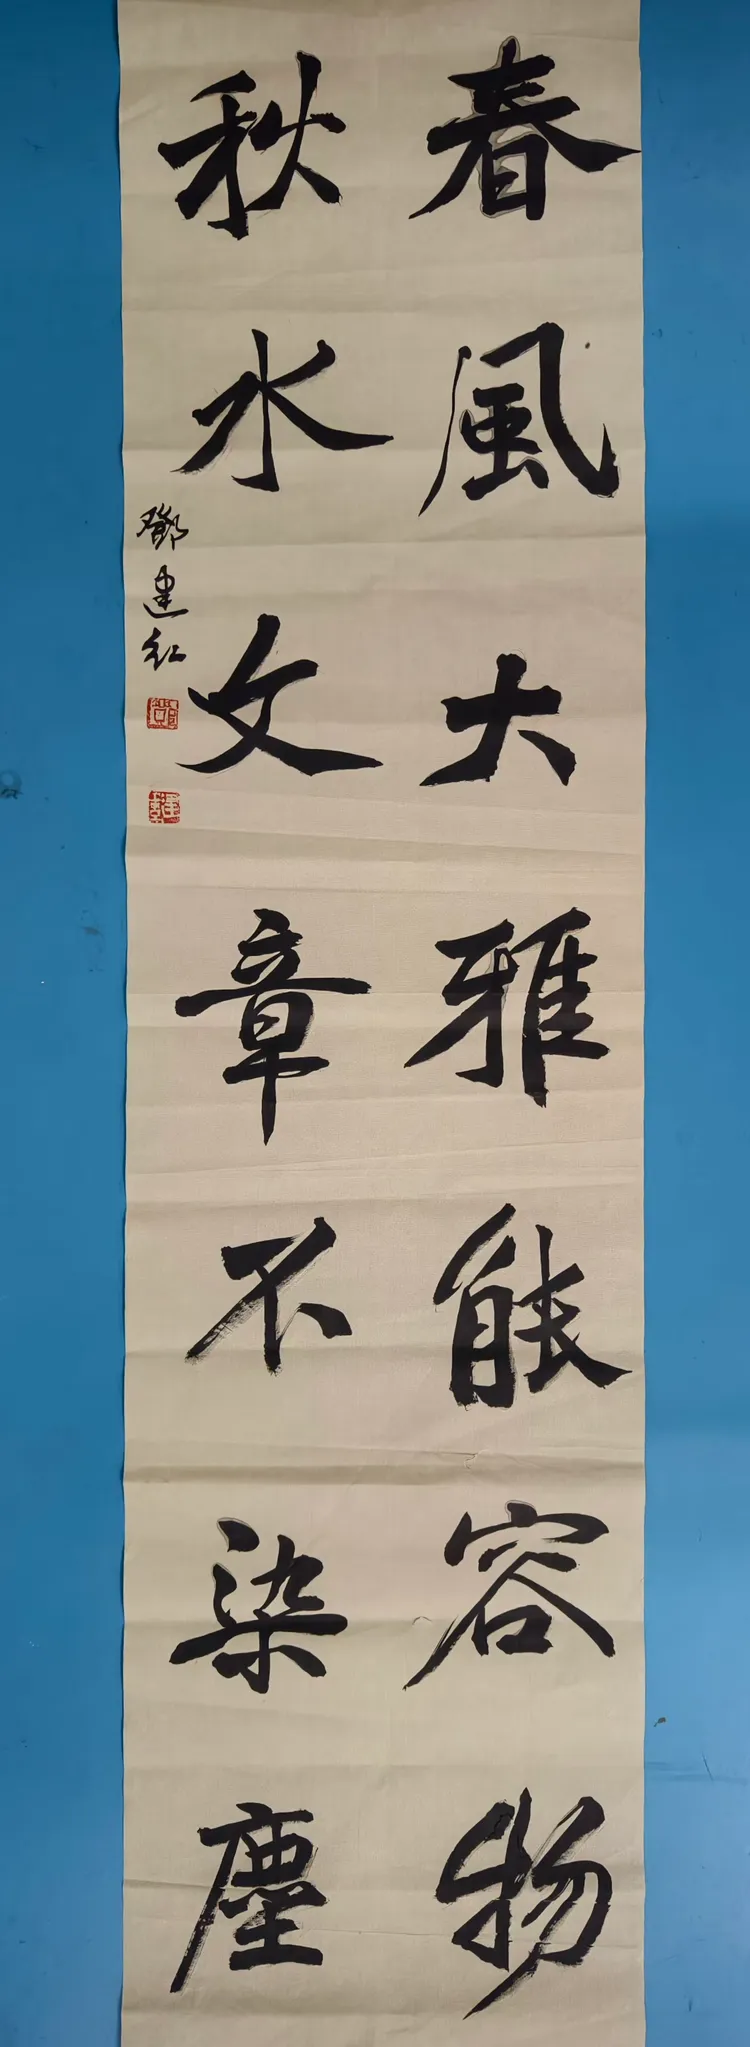 春風大雅能容物
秋水文章不染塵
鄧建紅